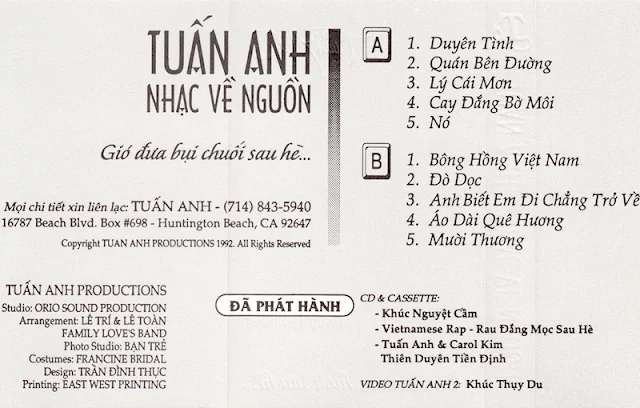 TUẤN ANH
NHẠC VỀ NGUỒN
Gió đưa bụi chuối sau hè...
Mọi chi tiết xin liên lạc: TUẤN ANH - (714) 843-5940
16787 Beach Blvd. Box #698 - Huntington Beach, CA 92647
Copyright TUAN ANH PRODUCTIONS 1992. All Rights Reserved
A
1. Duyên Tình
2. Quán Bên Đường
3. Lý Cái Mơn
4. Cay Đắng Bờ Môi
5. Nó
B
1. Bông Hồng Việt Nam
2. Đò Dọc
3. Anh Biết Em Đi Chẳng Trở Về
4. Áo Dài Quê Hương
5. Mười Thương
TUẤN ANH PRODUCTIONS
Studio: ORIO SOUND PRODUCTION
Arrangement: LÊ TRÍ & LÊ TOÀN
FAMILY LOVE'S BAND
Photo Studio: BẠN TRẺ
Costumes: FRANCINE BRIDAL
Design: TRẦN ĐÌNH THỤC
Printing: EAST WEST PRINTING
ĐÃ PHÁT HÀNH
CD & CASSETTE:
- Khúc Nguyệt Cầm
- Vietnamese Rap - Rau Đắng Mọc Sau Hè
- Tuấn Anh & Carol Kim
Thiên Duyên Tiền Định
VIDEO TUẤN ANH 2: Khúc Thụy Du